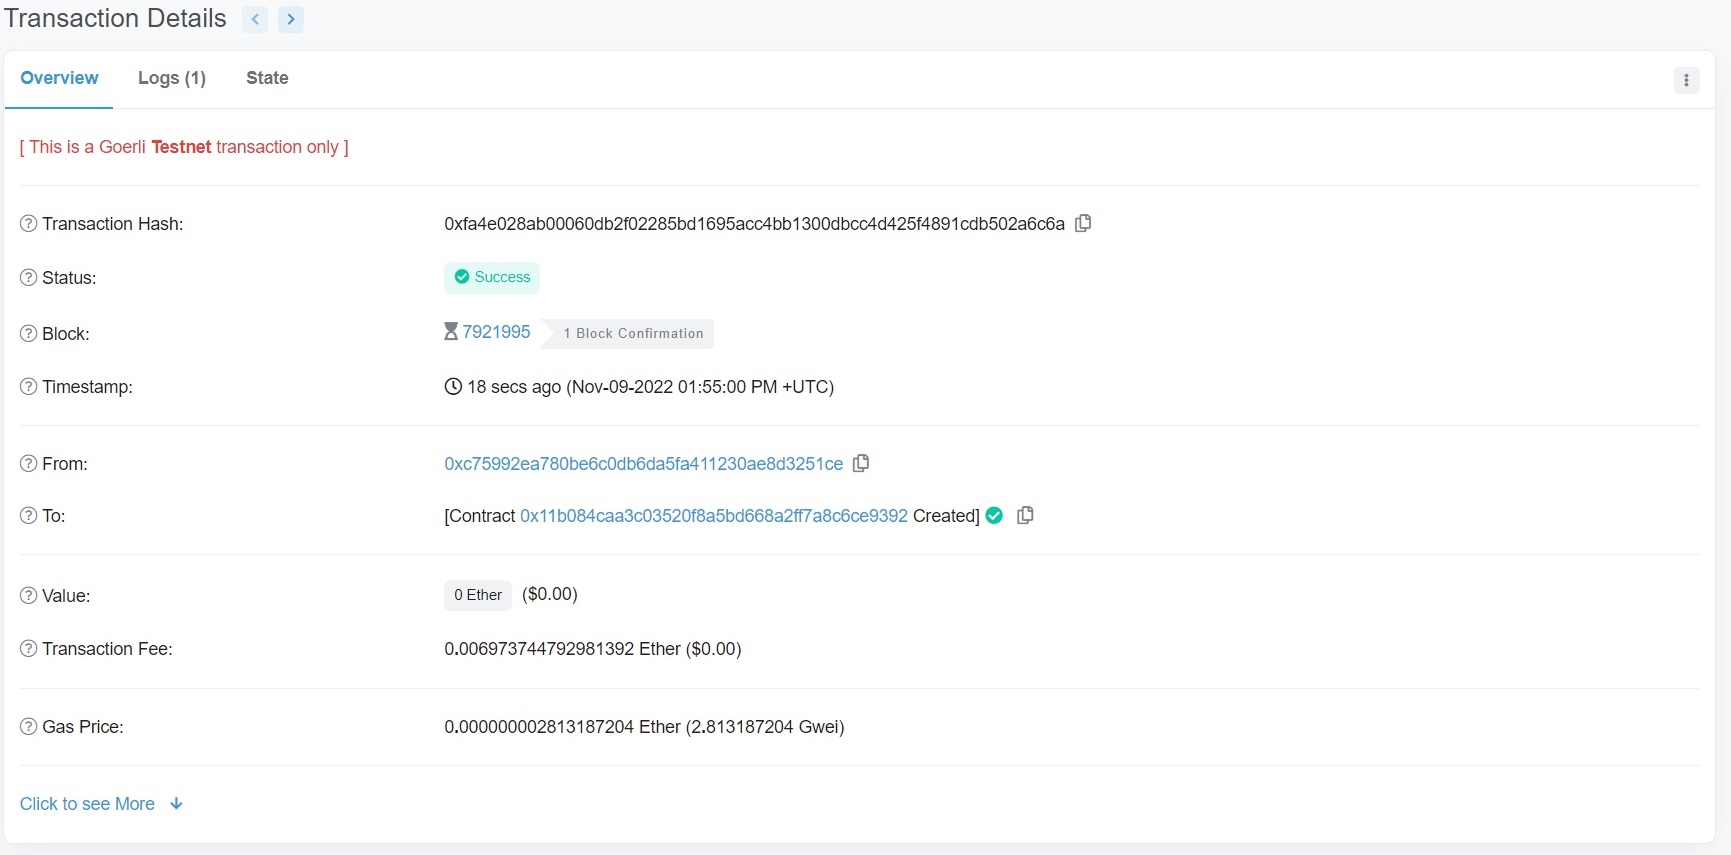 Transaction Details
Overview Logs (1) State
[ This is a Goerli Testnet transaction only ]
Transaction Hash: 0xfa4e028ab00060db2f02285bd1695acc4bb1300dbcc4d425f4891cdb502a6c6a
Status: Success
Block: 7921995 1 Block Confirmation
Timestamp: 18 secs ago (Nov-09-2022 01:55:00 PM +UTC)
From: 0xc75992ea780be6c0db6da5fa411230ae8d3251ce
To: [Contract 0x11b084caa3c03520f8a5bd668a2ff7a8c6ce9392 Created]
Value: 0 Ether ($0.00)
Transaction Fee: 0.006973744792981392 Ether ($0.00)
Gas Price: 0.000000002813187204 Ether (2.813187204 Gwei)
Click to see More